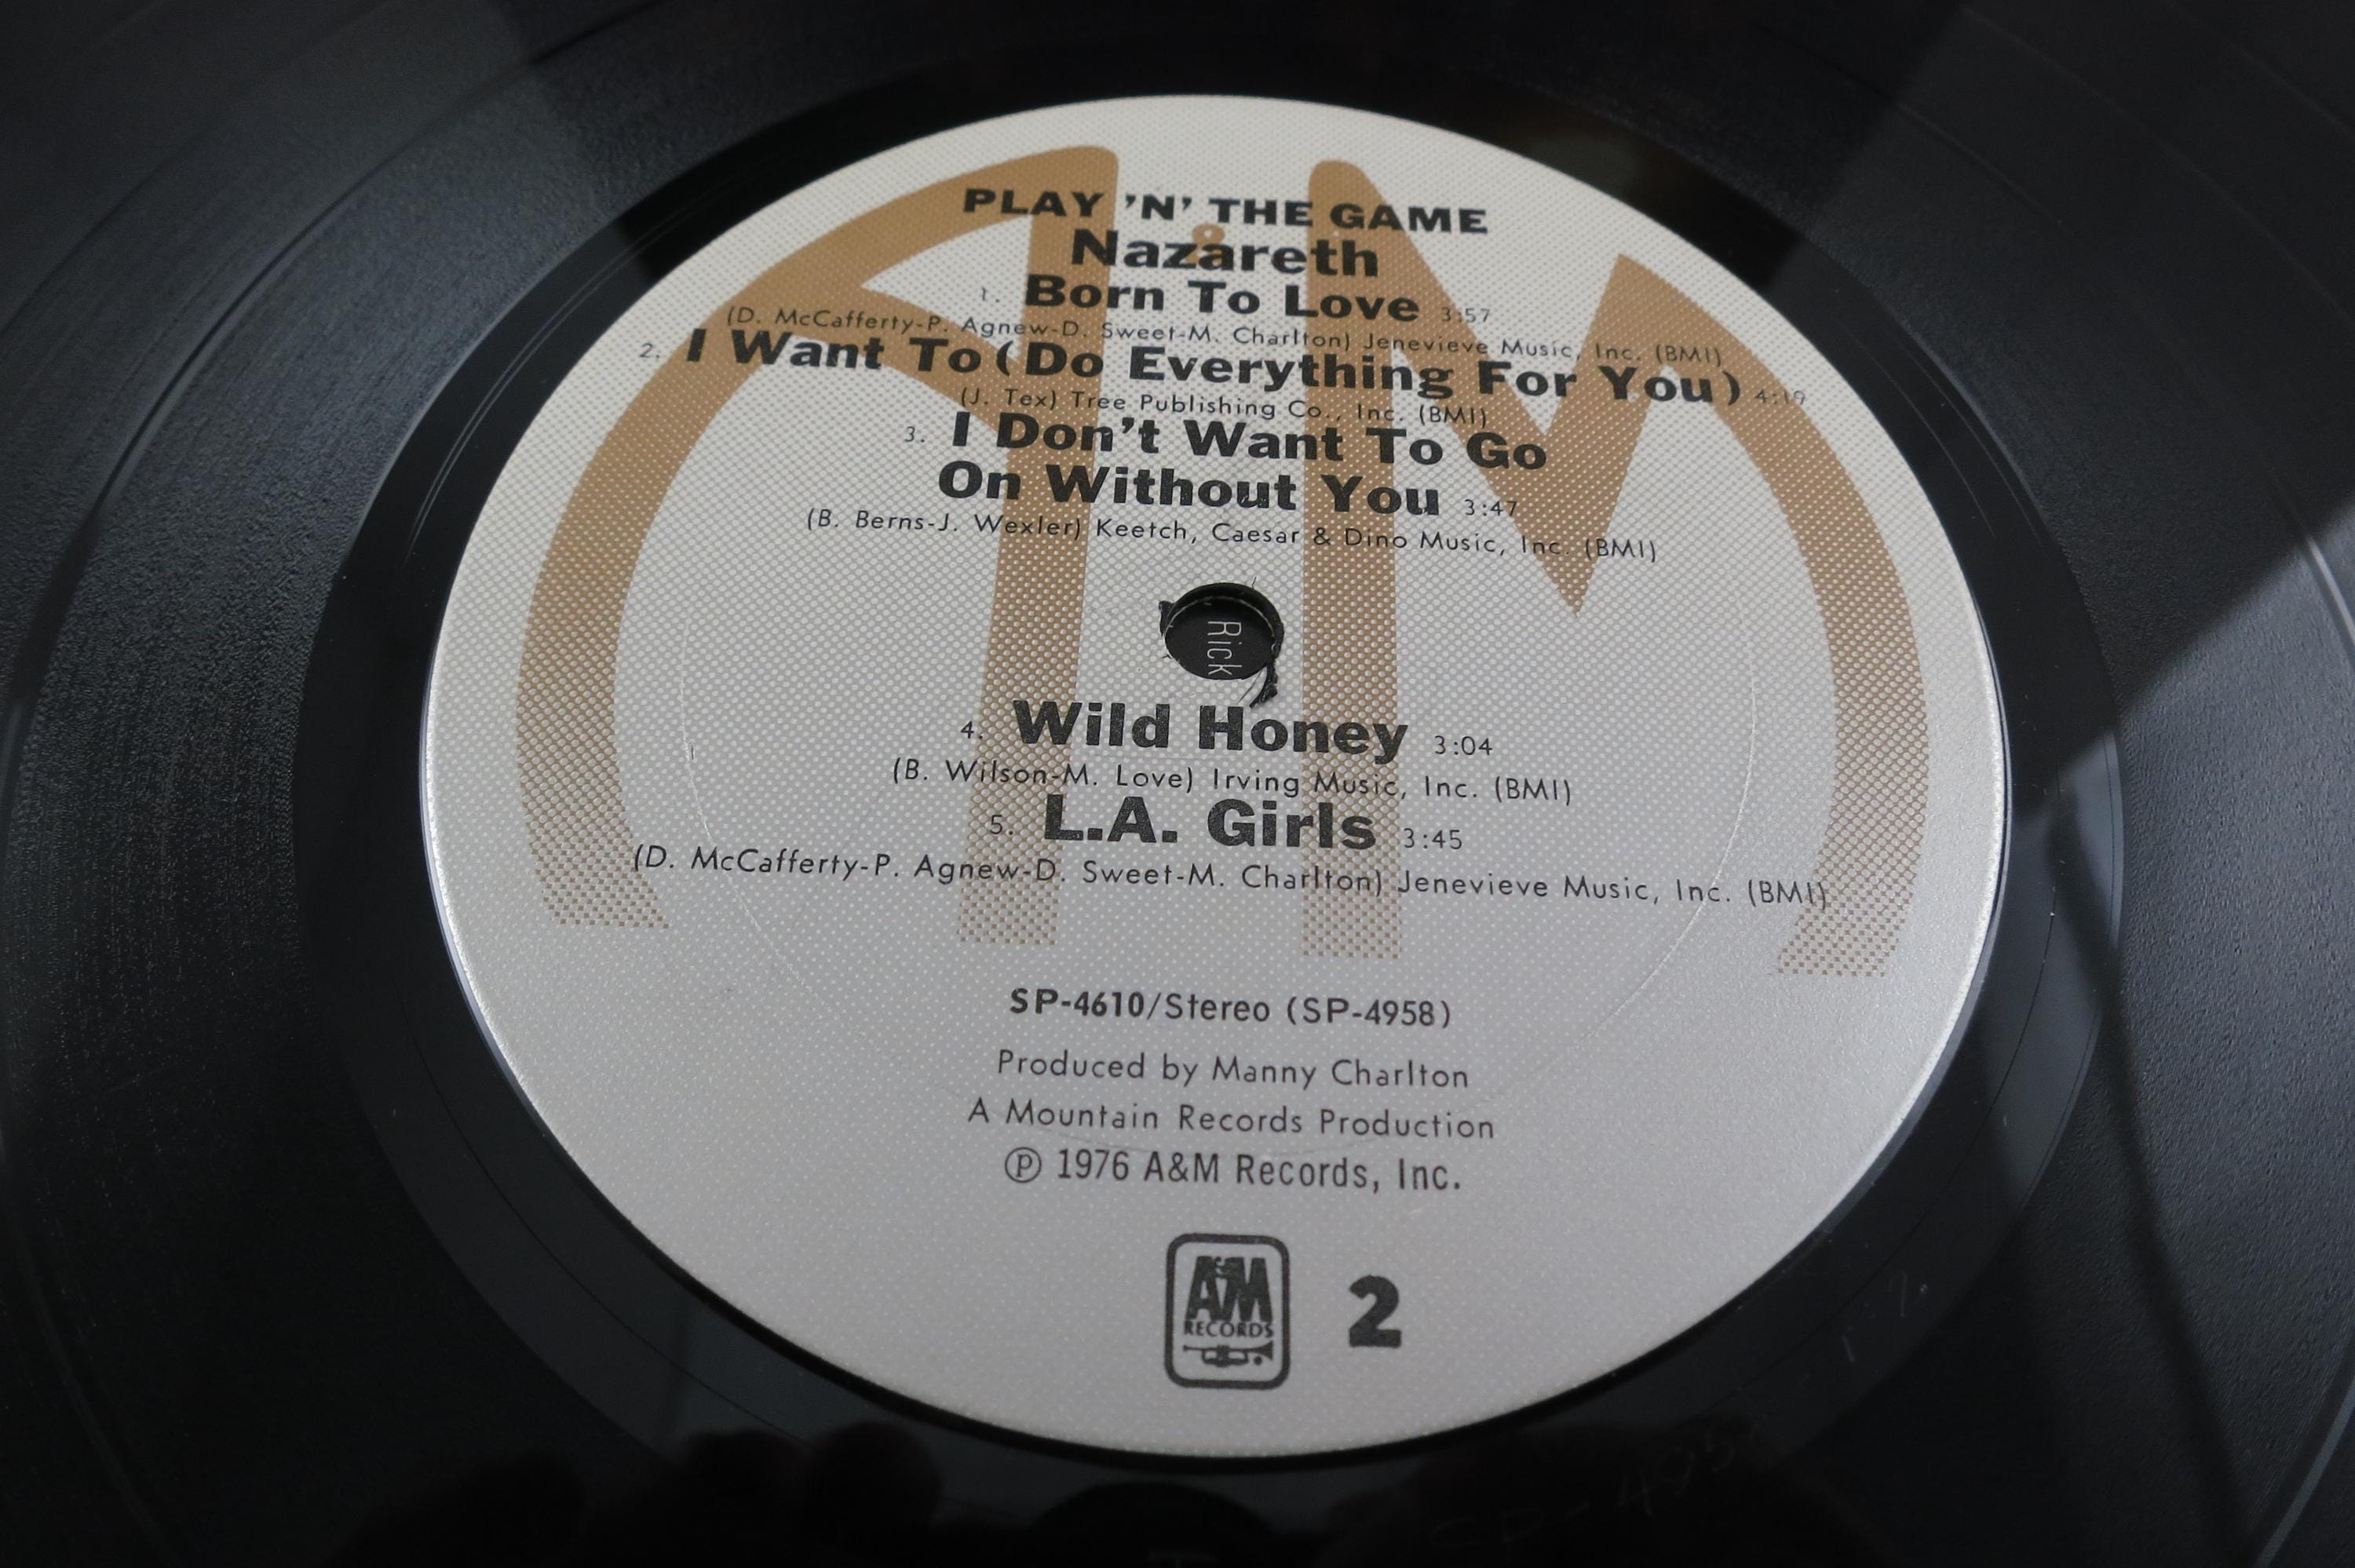 PLAY 'N' THE GAME
Nazareth
1. Born To Love 3:57
(D. McCafferty-P. Agnew-D. Sweet-M. Charlton) Jenevieve Music, Inc. (BMI)
2. I Want To (Do Everything For You) 4:19
(J. Tex) Tree Publishing Co., Inc. (BMI)
3. I Don't Want To Go
On Without You 3:47
(B. Berns-J. Wexler) Keetch, Caesar & Dino Music, Inc. (BMI)
Rick
4. Wild Honey 3:04
(B. Wilson-M. Love) Irving Music, Inc. (BMI)
5. L.A. Girls 3:45
(D. McCafferty-P. Agnew-D. Sweet-M. Charlton) Jenevieve Music, Inc. (BMI)
SP-4610/Stereo (SP-4958)
Produced by Manny Charlton
A Mountain Records Production
℗ 1976 A&M Records, Inc.
A&M
RECORDS
2